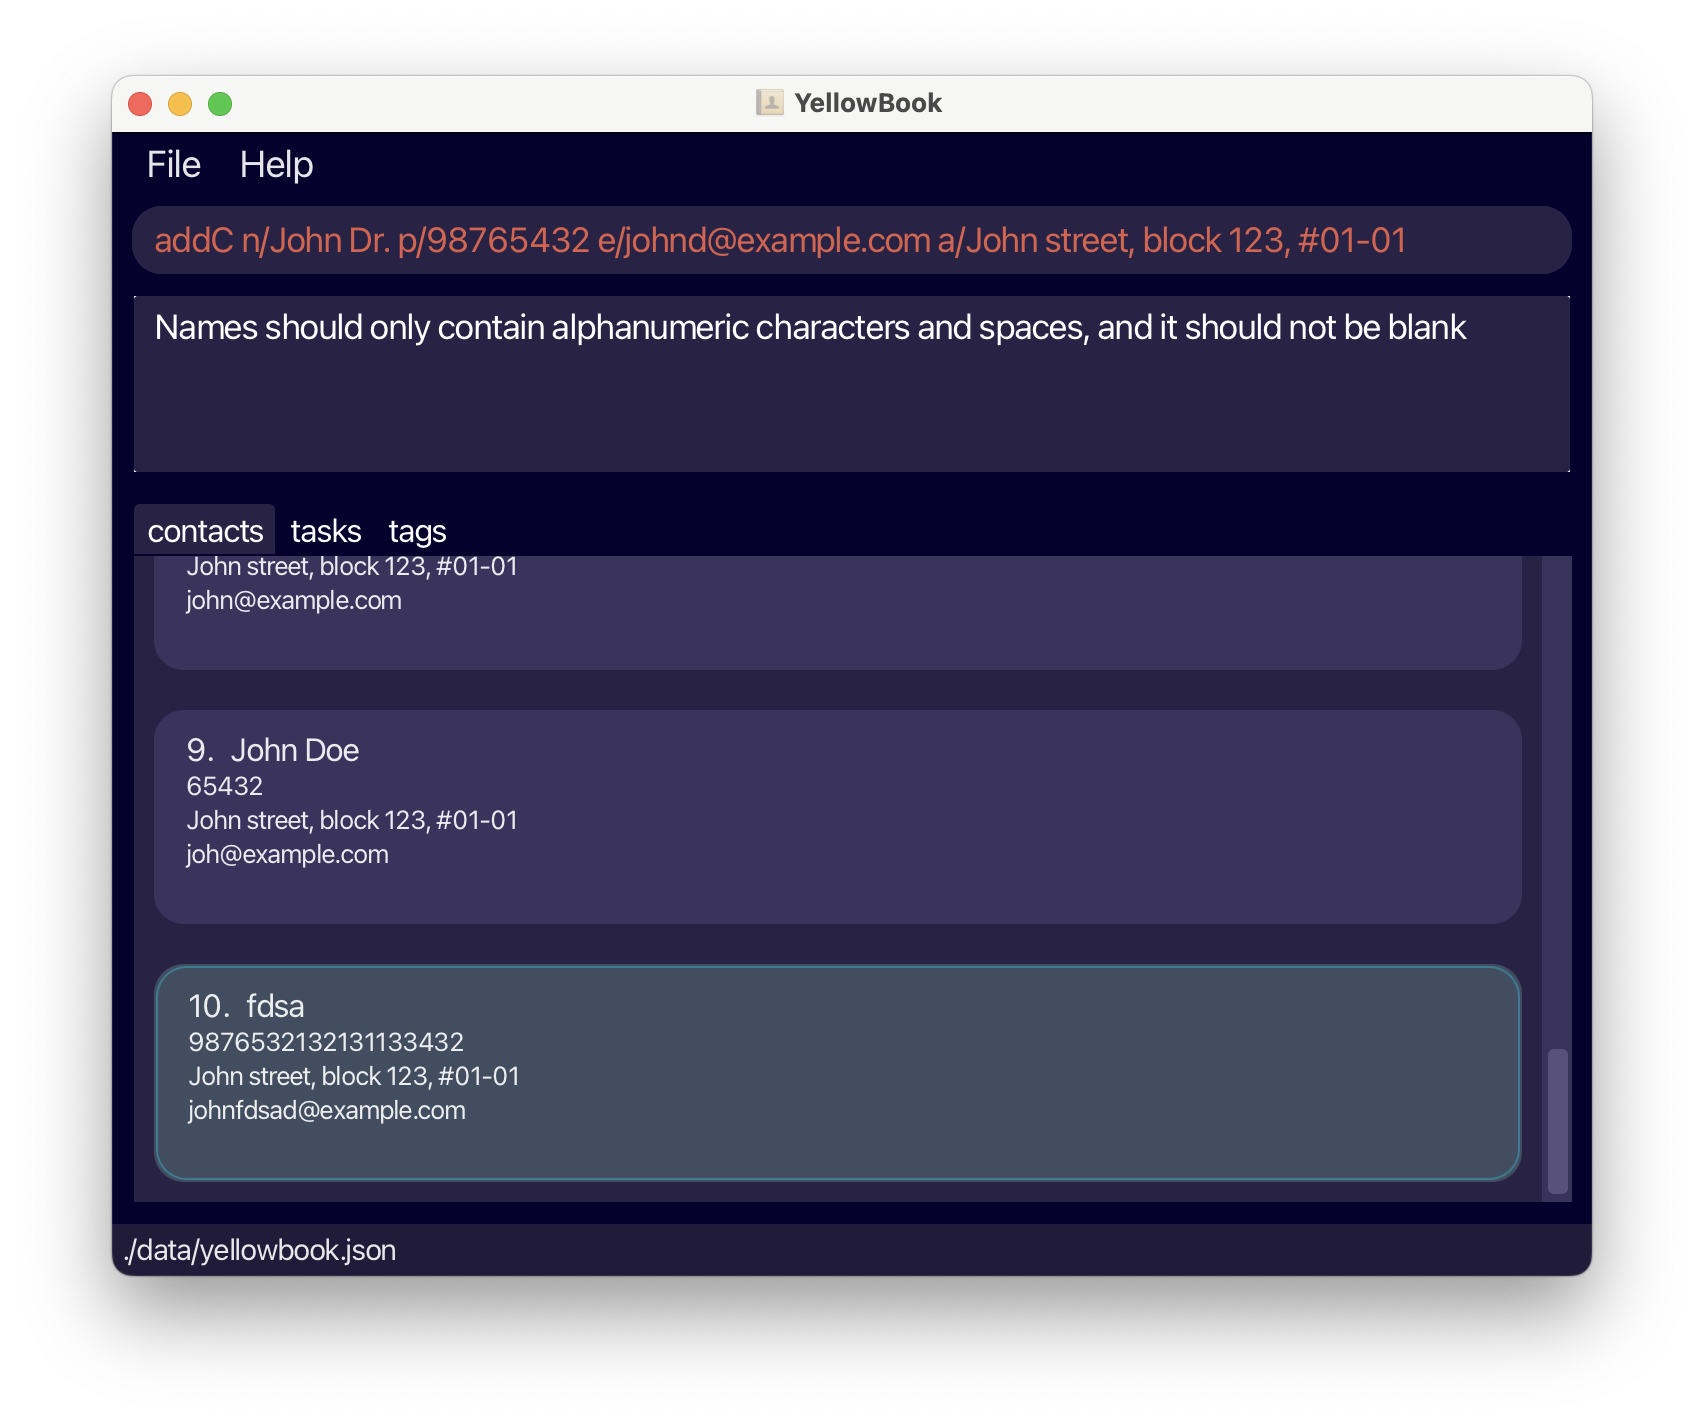 YellowBook
File Help
addC n/John Dr. p/98765432 e/johnd@example.com a/John street, block 123, #01-01
Names should only contain alphanumeric characters and spaces, and it should not be blank
contacts tasks tags
John street, block 123, #01-01
john@example.com
9. John Doe
65432
John street, block 123, #01-01
joh@example.com
10. fdsa
9876532132131133432
John street, block 123, #01-01
johnfdsad@example.com
./data/yellowbook.json